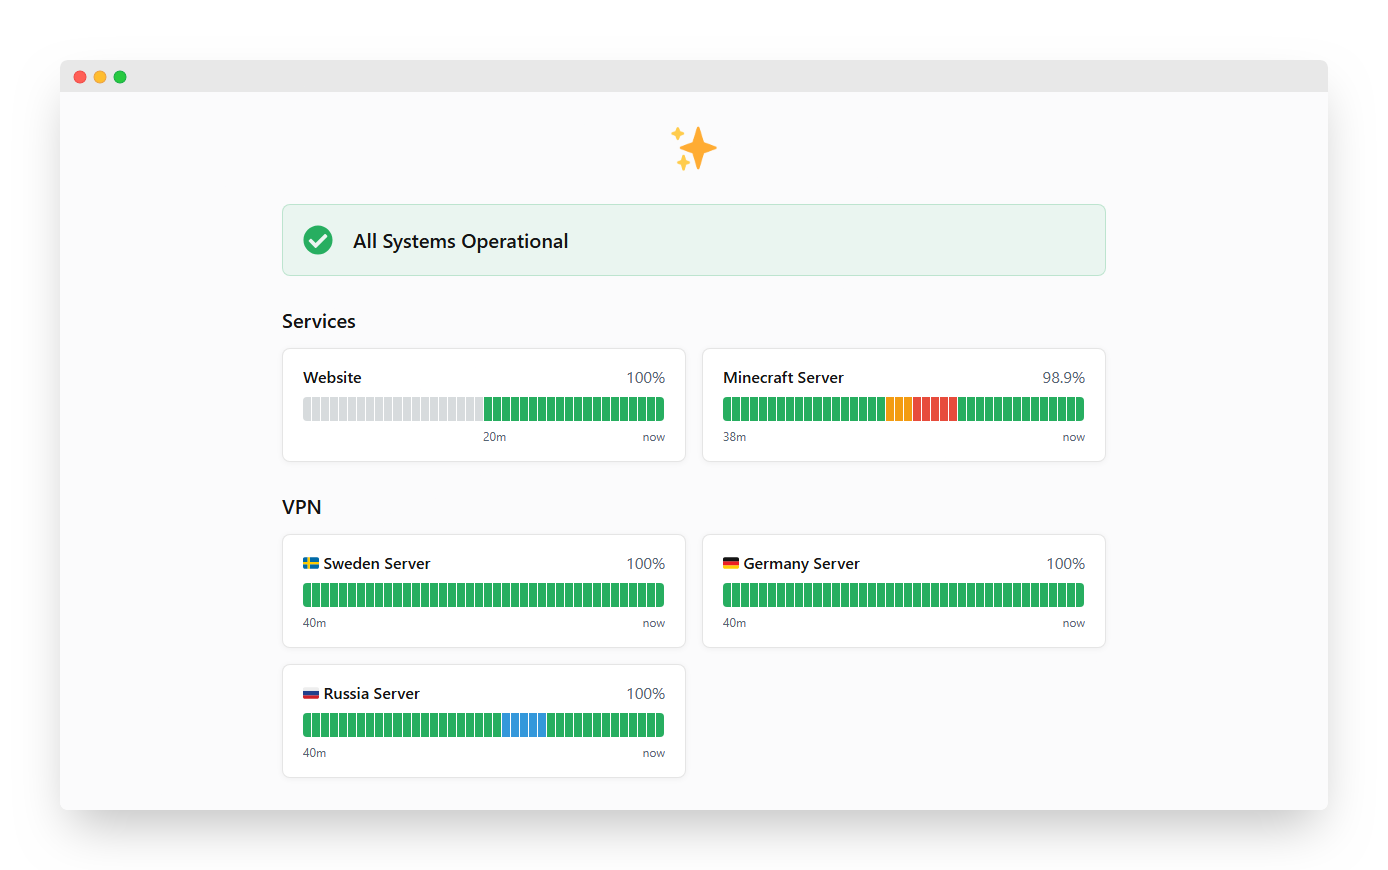 All Systems Operational
Services
Website 100%
20m now
Minecraft Server 98.9%
38m now
VPN
Sweden Server 100%
40m now
Germany Server 100%
40m now
Russia Server 100%
40m now